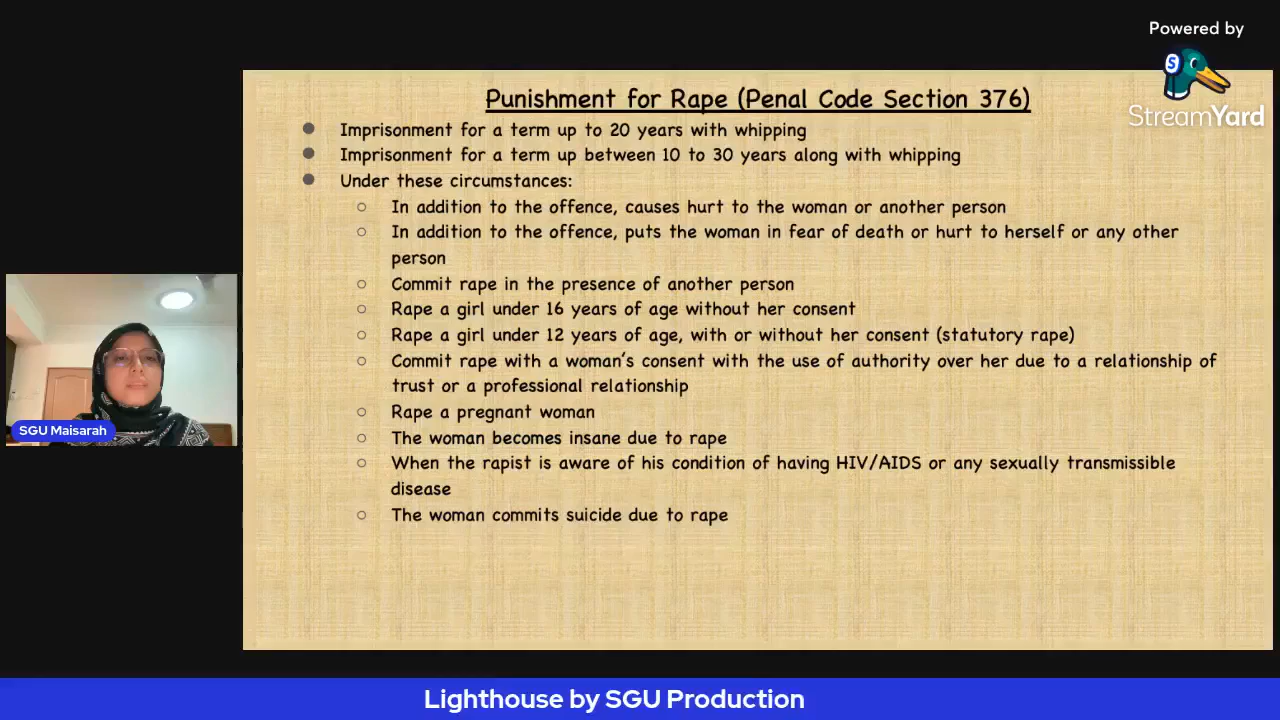 Powered by
StreamYard
Punishment for Rape (Penal Code Section 376)
Imprisonment for a term up to 20 years with whipping
Imprisonment for a term up between 10 to 30 years along with whipping
Under these circumstances:
In addition to the offence, causes hurt to the woman or another person
In addition to the offence, puts the woman in fear of death or hurt to herself or any other
person
Commit rape in the presence of another person
Rape a girl under 16 years of age without her consent
Rape a girl under 12 years of age, with or without her consent (statutory rape)
Commit rape with a woman's consent with the use of authority over her due to a relationship of
trust or a professional relationship
Rape a pregnant woman
The woman becomes insane due to rape
When the rapist is aware of his condition of having HIV/AIDS or any sexually transmissible
disease
The woman commits suicide due to rape
SGU Maisarah
Lighthouse by SGU Production